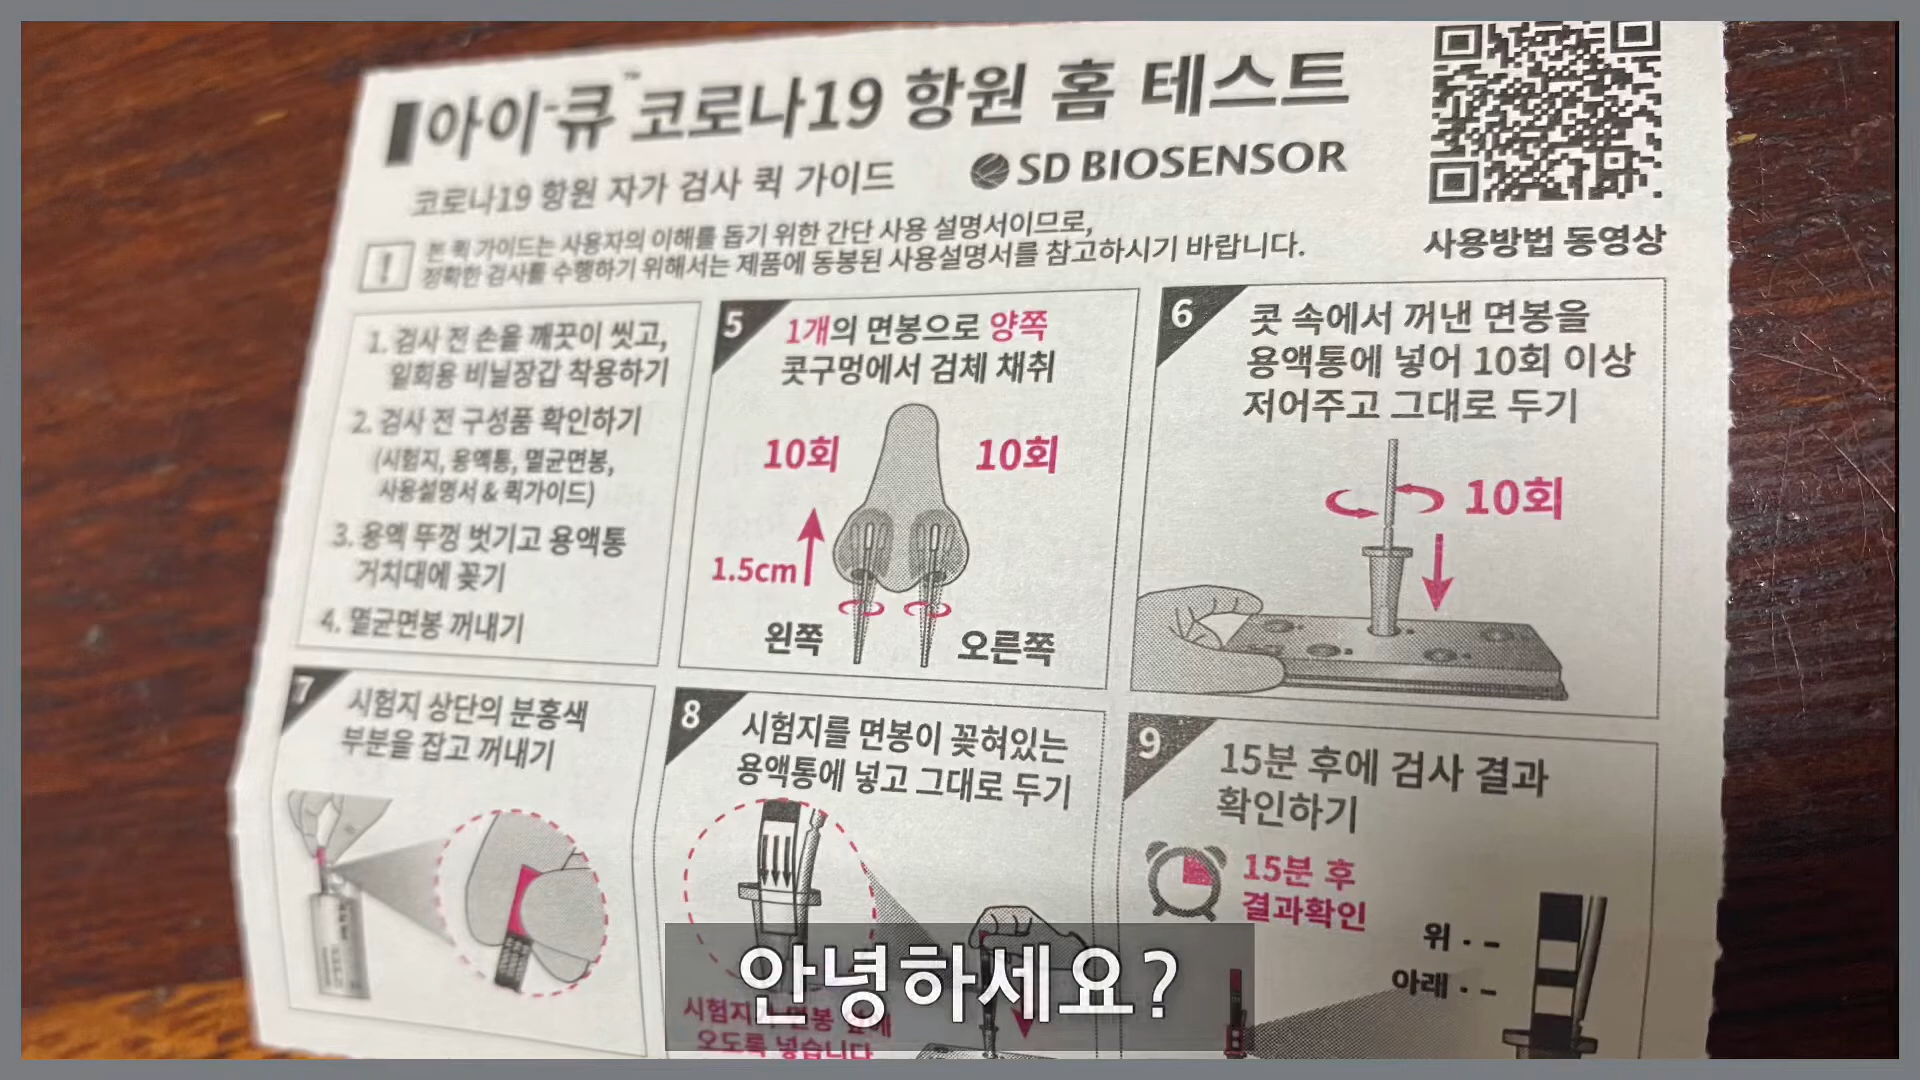 아이-큐™ 코로나19 항원 홈 테스트
코로나19 항원 자가 검사 퀵 가이드
SD BIOSENSOR
사용방법 동영상
! 본 퀵 가이드는 사용자의 이해를 돕기 위한 간단 사용 설명서이므로,
정확한 검사를 수행하기 위해서는 제품에 동봉된 사용설명서를 참고하시기 바랍니다.
1. 검사 전 손을 깨끗이 씻고,
일회용 비닐장갑 착용하기
2. 검사 전 구성품 확인하기
(시험지, 용액통, 멸균면봉,
사용설명서 & 퀵가이드)
3. 용액 뚜껑 벗기고 용액통
거치대에 꽂기
4. 멸균면봉 꺼내기
5 1개의 면봉으로 양쪽
콧구멍에서 검체 채취
10회 10회
1.5cm
왼쪽 오른쪽
6 콧 속에서 꺼낸 면봉을
용액통에 넣어 10회 이상
저어주고 그대로 두기
10회
7 시험지 상단의 분홍색
부분을 잡고 꺼내기
8 시험지를 면봉이 꽂혀있는
용액통에 넣고 그대로 두기
시험지가 면봉
오도록 넣습니다
9 15분 후에 검사 결과
확인하기
15분 후
결과확인
위 · –
아래 · –
안녕하세요?